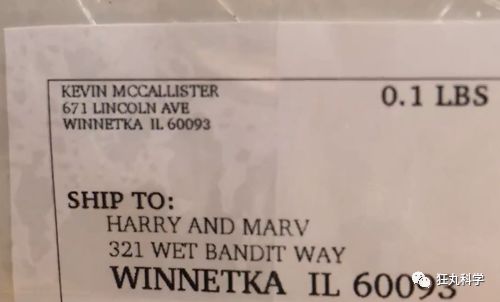 KEVIN MCCALLISTER
0.1 LBS
671 LINCOLN AVE
WINNETKA IL 60093
SHIP TO:
HARRY AND MARV
321 WET BANDIT WAY
WINNETKA IL 60093
狂丸科学